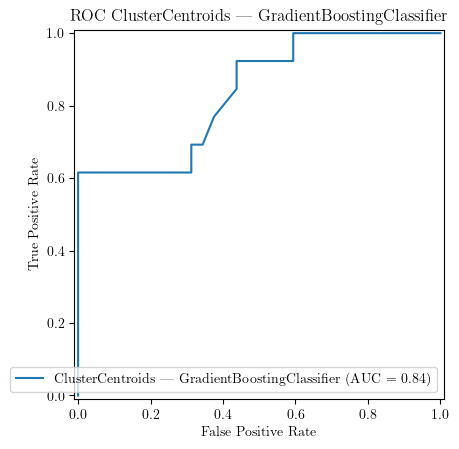 ROC ClusterCentroids — GradientBoostingClassifier
1.0
0.8
0.6
0.4
0.2
0.0
True Positive Rate
ClusterCentroids — GradientBoostingClassifier (AUC = 0.84)
0.0 0.2 0.4 0.6 0.8 1.0
False Positive Rate